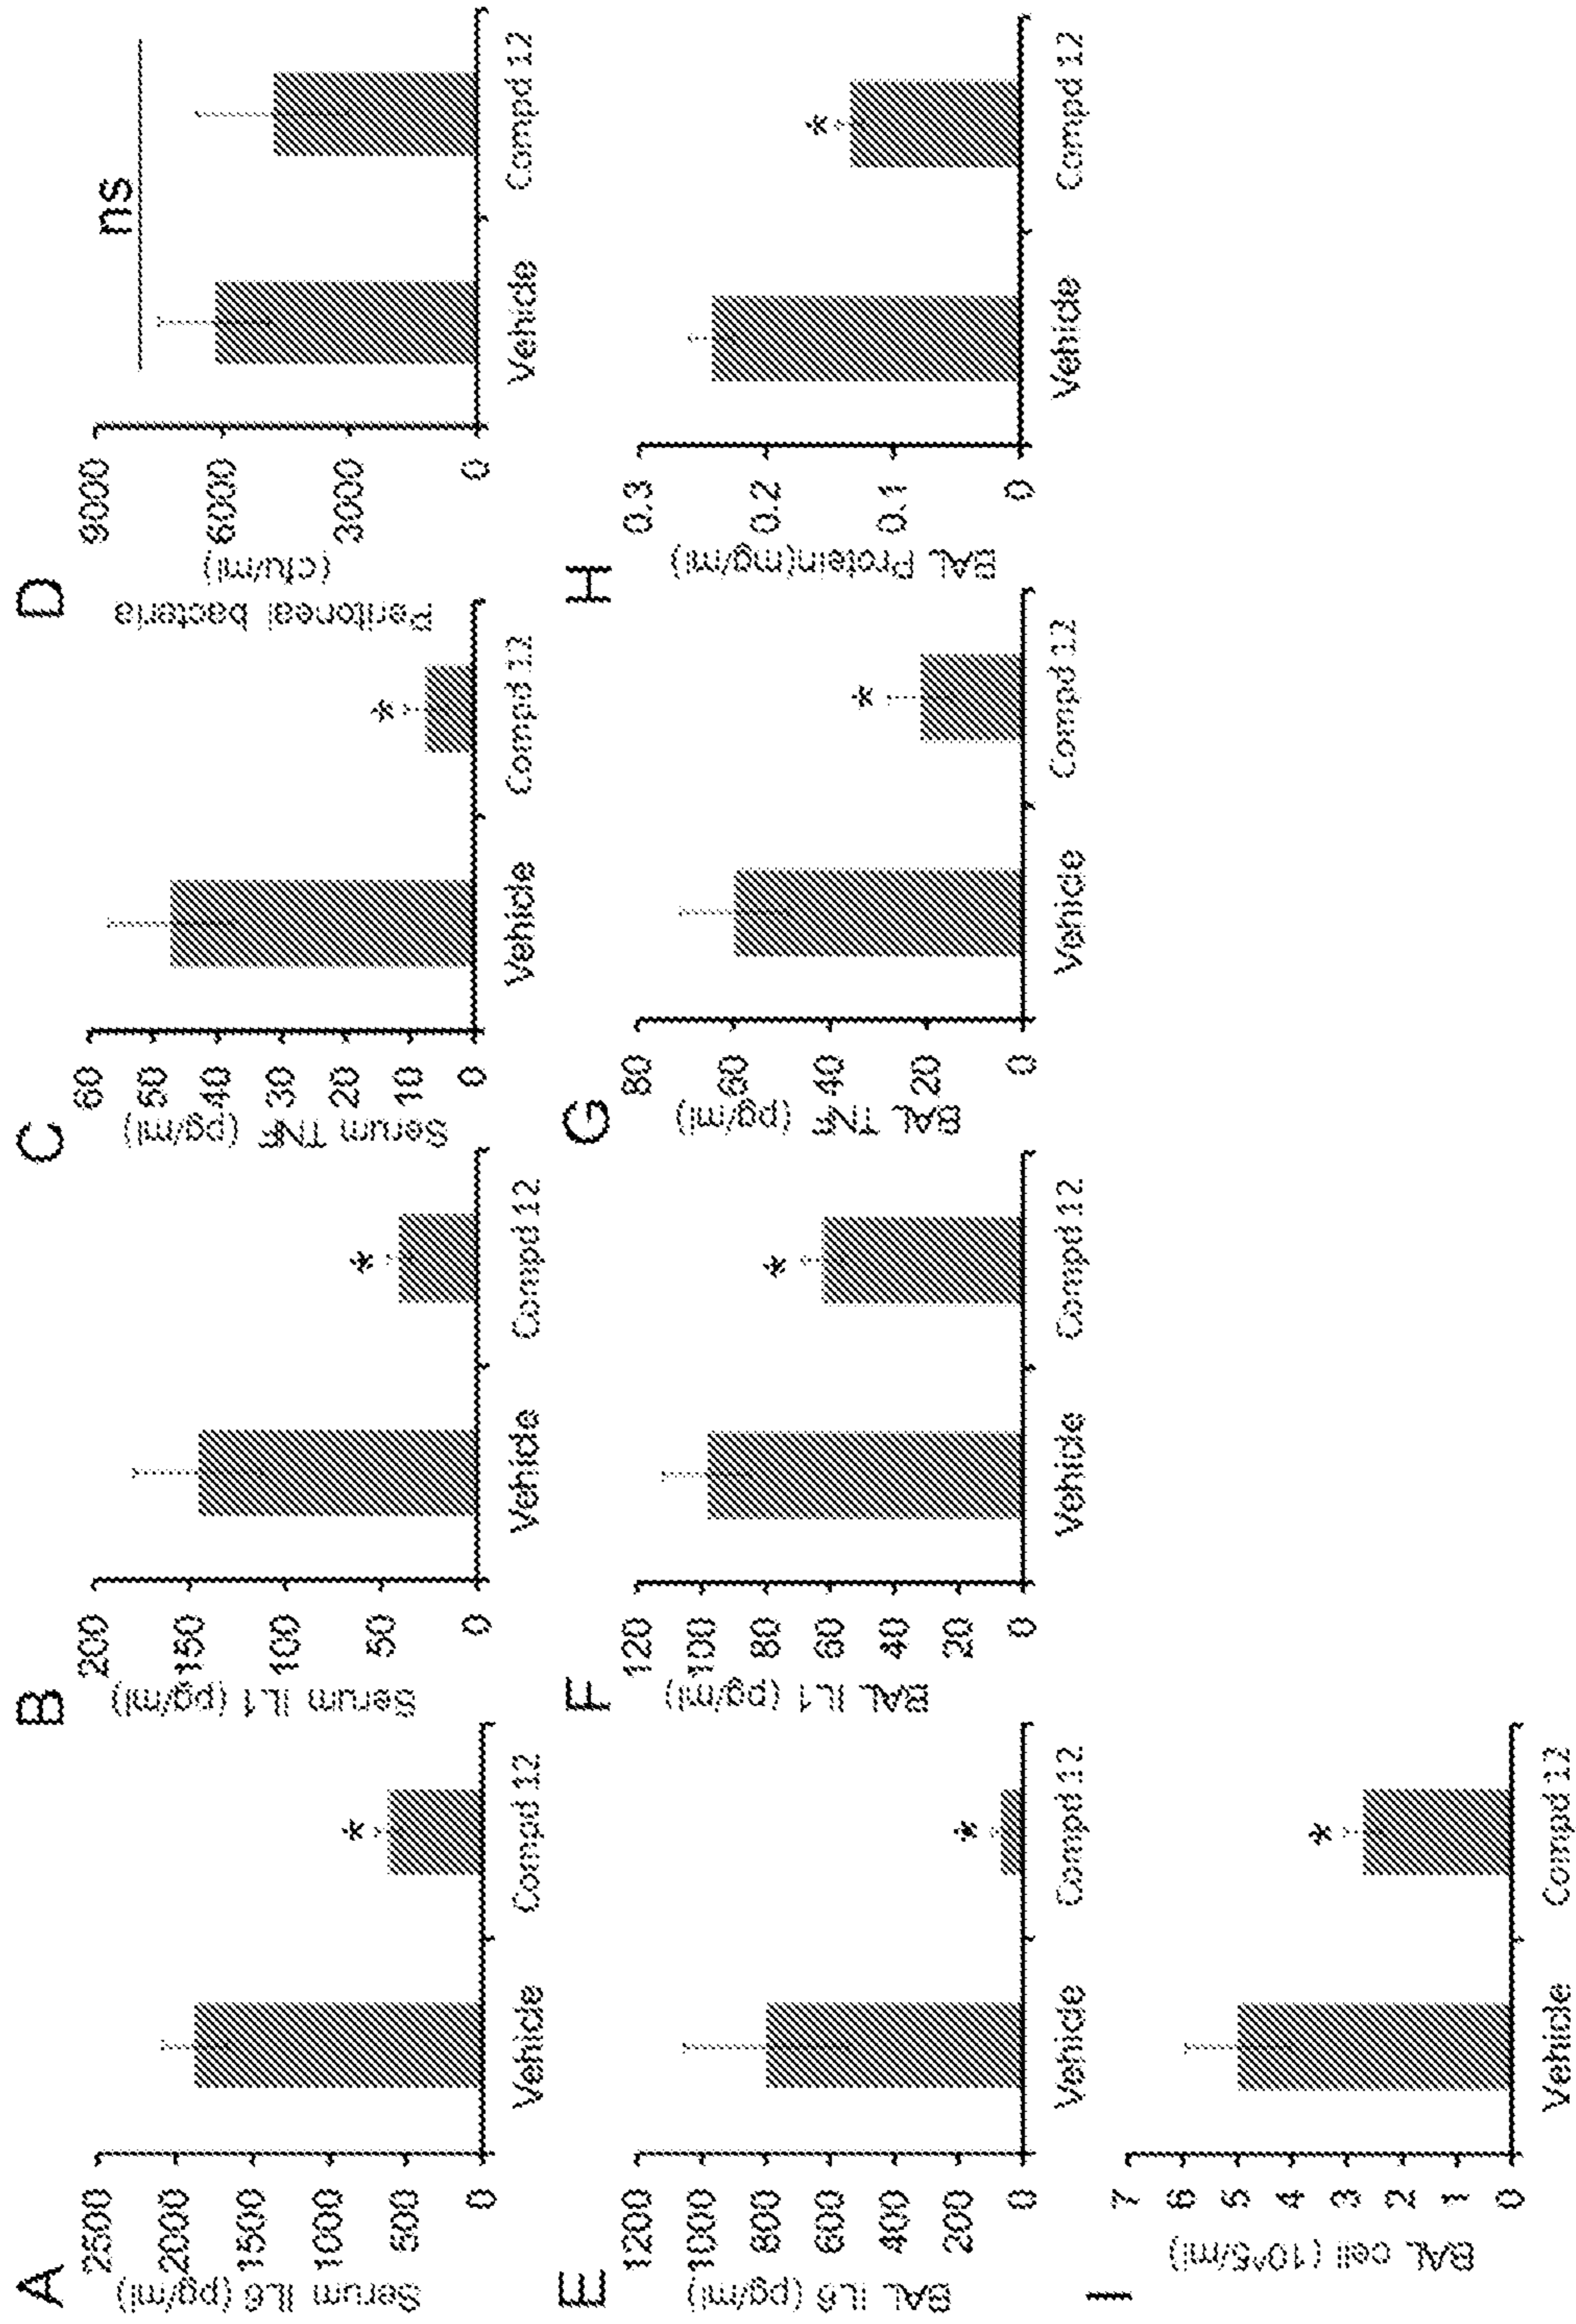 A
Serum IL6 (pg/ml)
2500
2000
1500
1000
500
0
*
Vehicle
Compd 12
B
Serum IL1 (pg/ml)
200
150
100
50
0
*
Vehicle
Compd 12
C
Serum TNF (pg/ml)
60
50
40
30
20
10
0
*
Vehicle
Compd 12
D
Peritoneal bacteria
(cfu/ml)
9000
6000
3000
0
ns
Vehicle
Compd 12
E
BAL IL6 (pg/ml)
1200
1000
800
600
400
200
0
*
Vehicle
Compd 12
F
BAL IL1 (pg/ml)
120
100
80
60
40
20
0
*
Vehicle
Compd 12
G
BAL TNF (pg/ml)
80
60
40
20
0
*
Vehicle
Compd 12
H
BAL Protein(mg/ml)
0.3
0.2
0.1
0
*
Vehicle
Compd 12
I
BAL cell (10^5/ml)
7
6
5
4
3
2
1
0
*
Vehicle
Compd 12